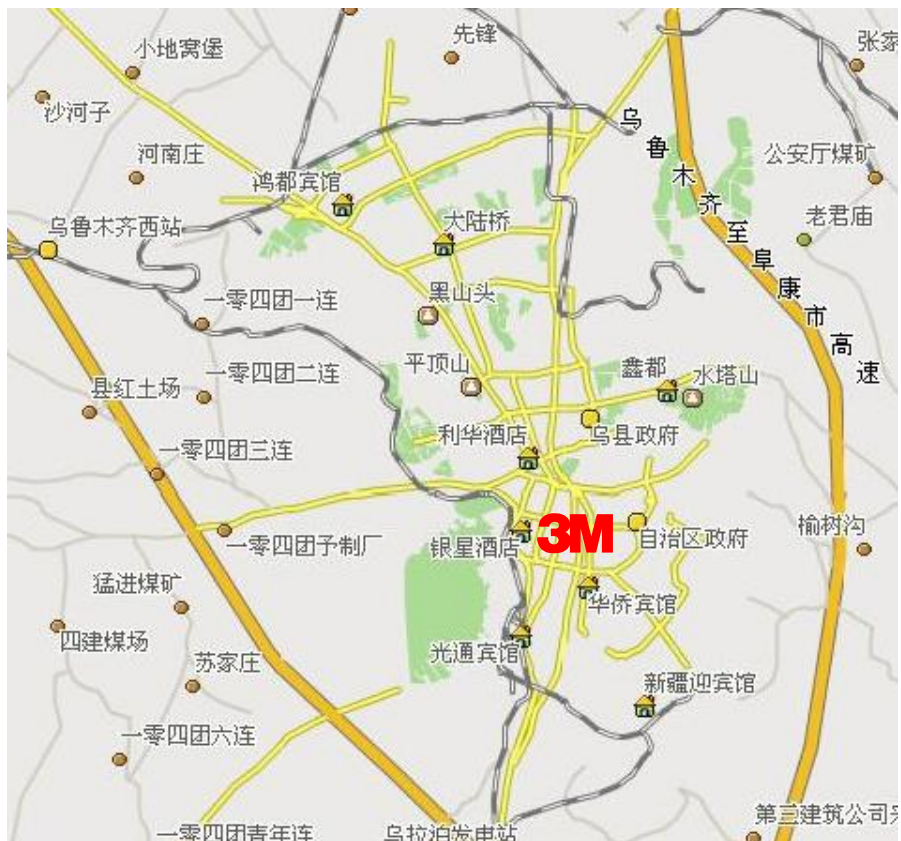 先锋
小地窝堡
张家
沙河子
乌鲁木齐至阜康市高速
河南庄
公安厅煤矿
鸿都宾馆
大陆桥
老君庙
乌鲁木齐西站
黑山头
一零四团一连
平顶山
鑫都
水塔山
一零四团二连
县红土场
利华酒店
乌县政府
一零四团三连
3M
榆树沟
一零四团予制厂
银星酒店
自治区政府
猛进煤矿
华侨宾馆
四建煤场
光通宾馆
苏家庄
新疆迎宾馆
一零四团六连
第三建筑公司采
一零四团青年连
乌拉泊发电站